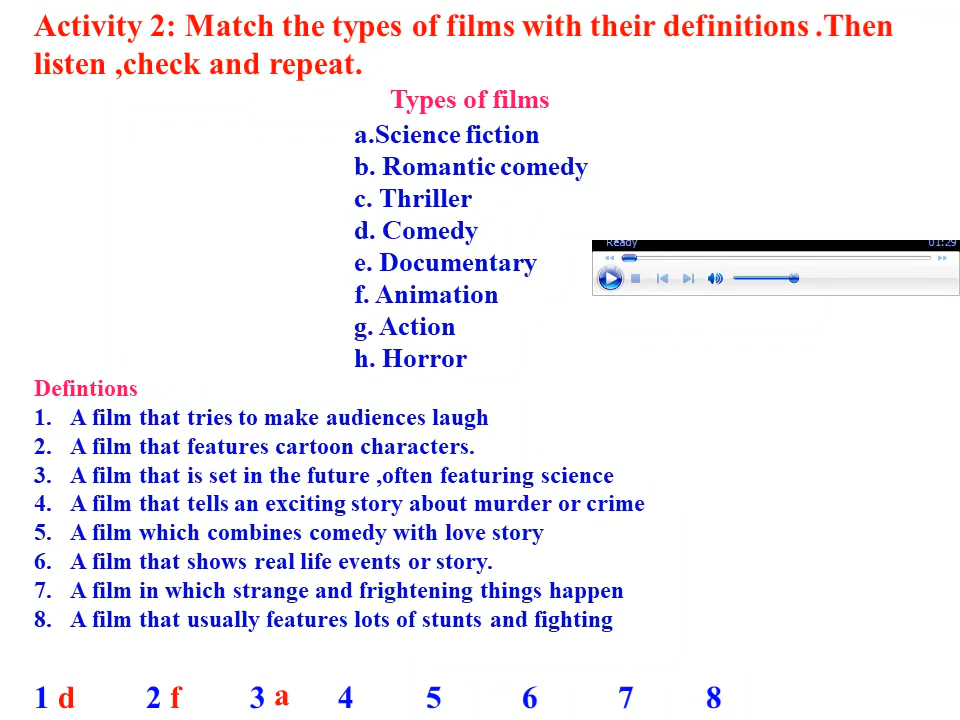 Activity 2: Match the types of films with their definitions .Then
listen ,check and repeat.
Types of films
a.Science fiction
b. Romantic comedy
c. Thriller
d. Comedy
e. Documentary
f. Animation
g. Action
h. Horror
Ready 01:29
Defintions
1. A film that tries to make audiences laugh
2. A film that features cartoon characters.
3. A film that is set in the future ,often featuring science
4. A film that tells an exciting story about murder or crime
5. A film which combines comedy with love story
6. A film that shows real life events or story.
7. A film in which strange and frightening things happen
8. A film that usually features lots of stunts and fighting
1 d 2 f 3 a 4 5 6 7 8